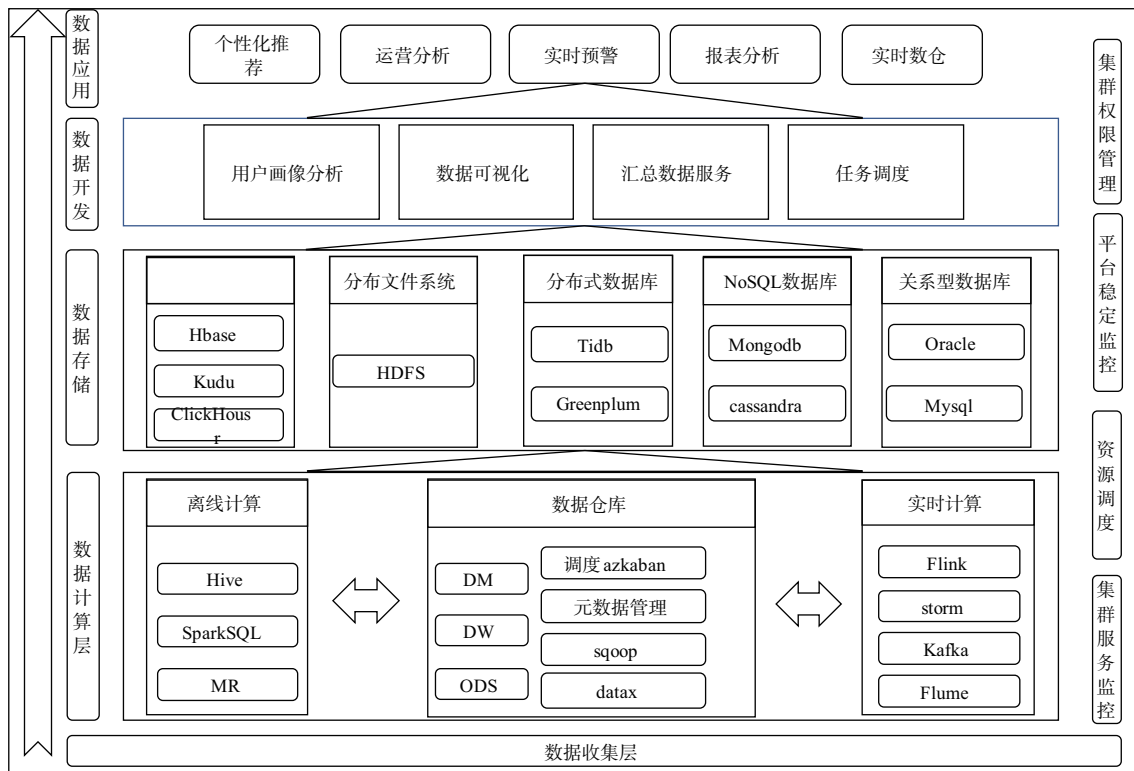 数据应用
个性化推
荐
运营分析
实时预警
报表分析
实时数仓
数据开发
用户画像分析
数据可视化
汇总数据服务
任务调度
数据存储
Hbase
Kudu
ClickHous
r
分布文件系统
HDFS
分布式数据库
Tidb
Greenplum
NoSQL数据库
Mongodb
cassandra
关系型数据库
Oracle
Mysql
数据计算层
离线计算
Hive
SparkSQL
MR
数据仓库
DM
DW
ODS
调度azkaban
元数据管理
sqoop
datax
实时计算
Flink
storm
Kafka
Flume
数据收集层
集群权限管理
平台稳定监控
资源调度
集群服务监控